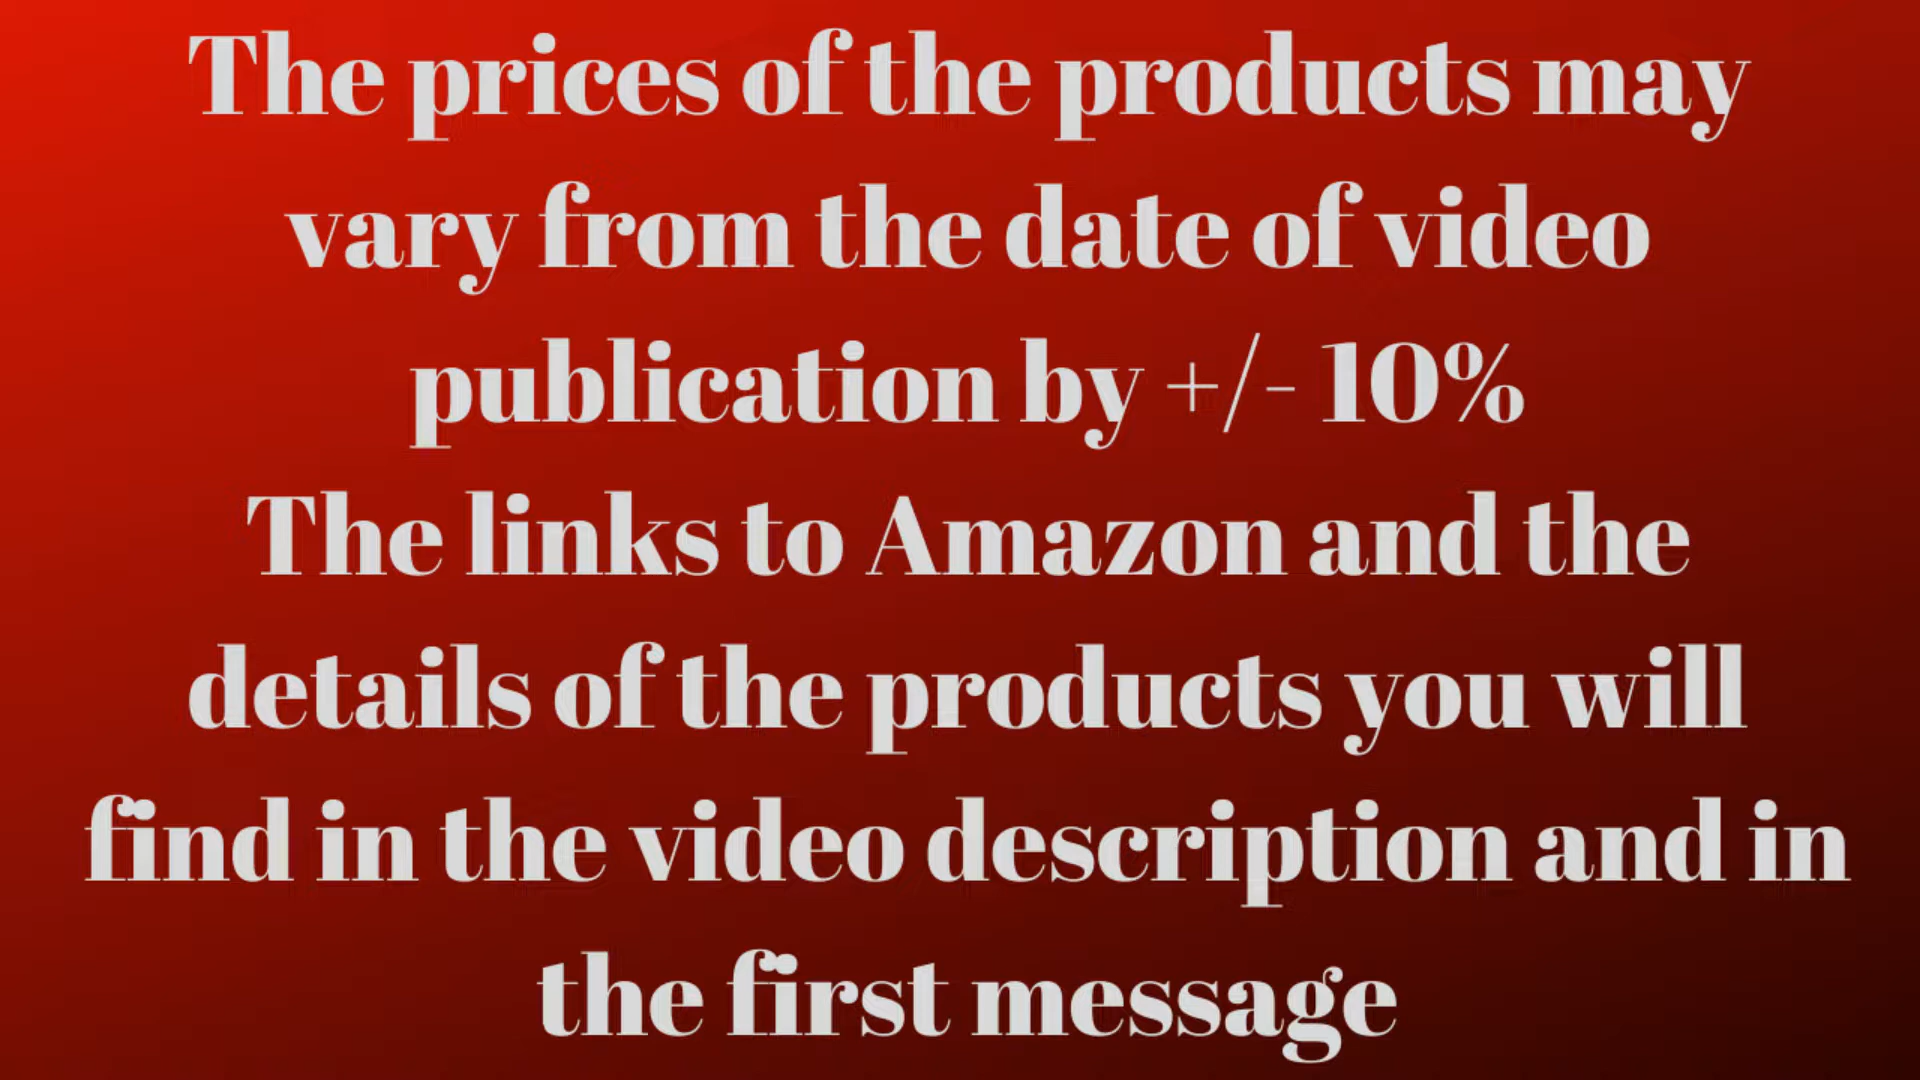 The prices of the products may
vary from the date of video
publication by +/- 10%
The links to Amazon and the
details of the products you will
find in the video description and in
the first message